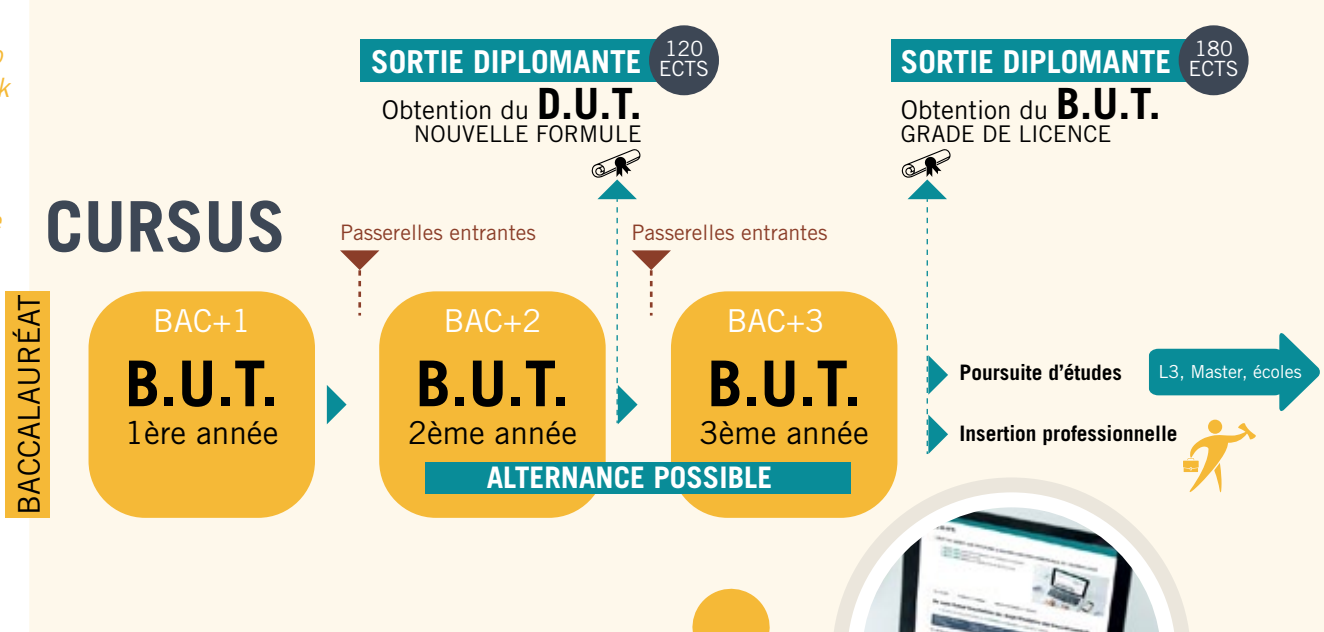 SORTIE DIPLOMANTE
120
ECTS
Obtention du D.U.T.
NOUVELLE FORMULE
SORTIE DIPLOMANTE
180
ECTS
Obtention du B.U.T.
GRADE DE LICENCE
CURSUS
Passerelles entrantes
Passerelles entrantes
BACCALAURÉAT
BAC+1
B.U.T.
1ère année
BAC+2
B.U.T.
2ème année
BAC+3
B.U.T.
3ème année
ALTERNANCE POSSIBLE
Poursuite d'études
L3, Master, écoles
Insertion professionnelle